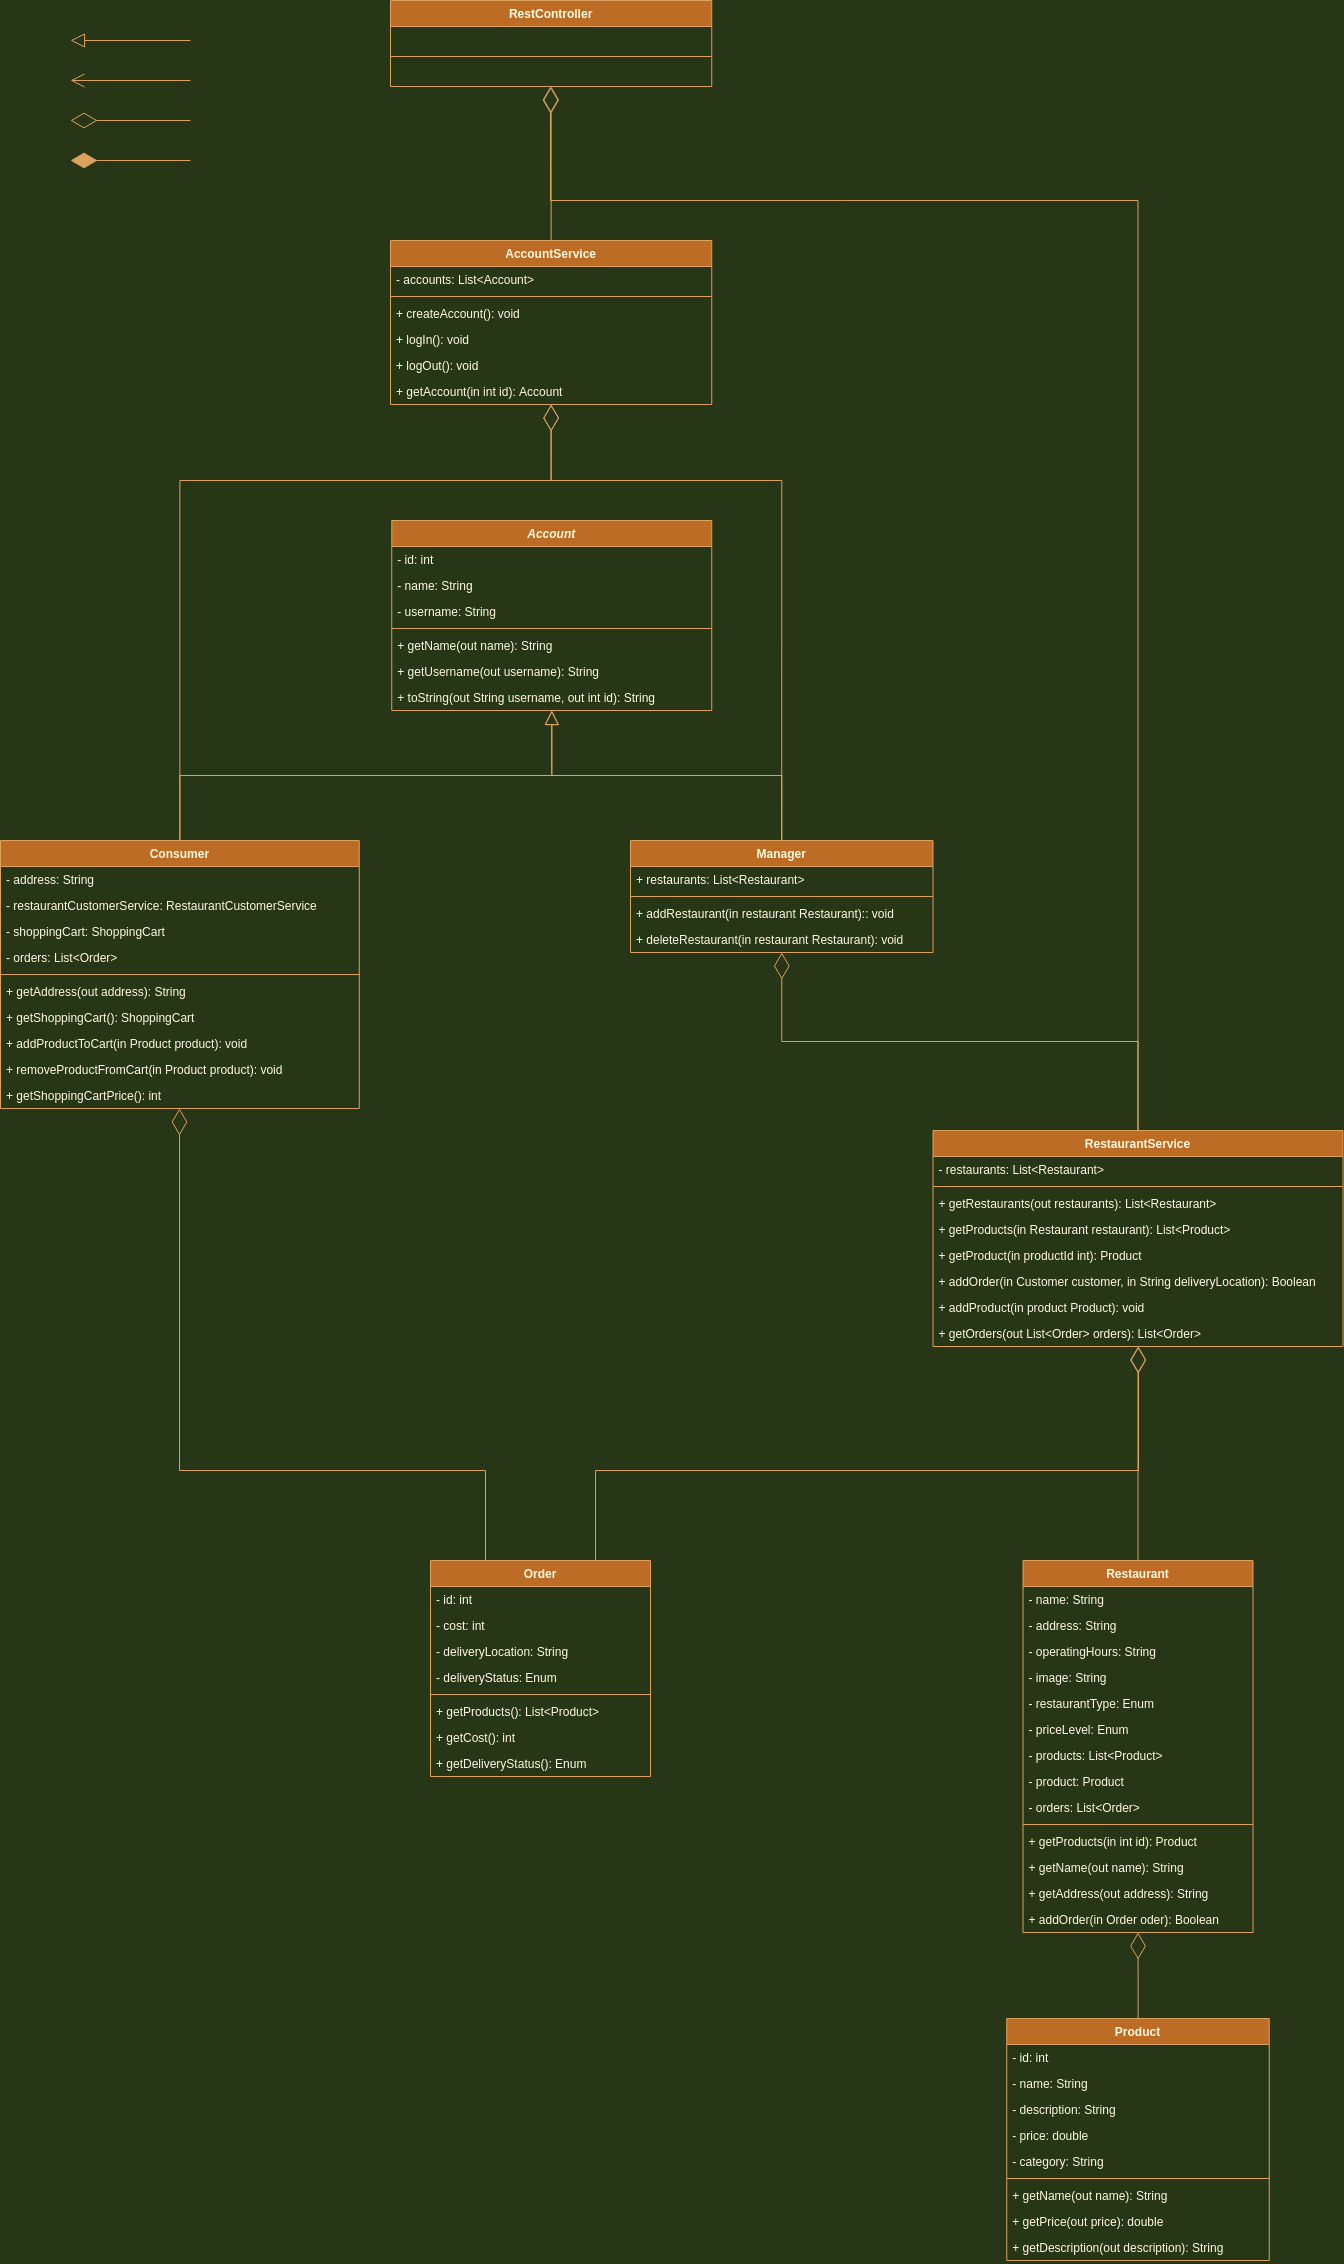 RestController
AccountService
- accounts: List<Account>
+ createAccount(): void
+ logIn(): void
+ logOut(): void
+ getAccount(in int id): Account
Account
- id: int
- name: String
- username: String
+ getName(out name): String
+ getUsername(out username): String
+ toString(out String username, out int id): String
Consumer
- address: String
- restaurantCustomerService: RestaurantCustomerService
- shoppingCart: ShoppingCart
- orders: List<Order>
+ getAddress(out address): String
+ getShoppingCart(): ShoppingCart
+ addProductToCart(in Product product): void
+ removeProductFromCart(in Product product): void
+ getShoppingCartPrice(): int
Manager
+ restaurants: List<Restaurant>
+ addRestaurant(in restaurant Restaurant):: void
+ deleteRestaurant(in restaurant Restaurant): void
RestaurantService
- restaurants: List<Restaurant>
+ getRestaurants(out restaurants): List<Restaurant>
+ getProducts(in Restaurant restaurant): List<Product>
+ getProduct(in productId int): Product
+ addOrder(in Customer customer, in String deliveryLocation): Boolean
+ addProduct(in product Product): void
+ getOrders(out List<Order> orders): List<Order>
Order
- id: int
- cost: int
- deliveryLocation: String
- deliveryStatus: Enum
+ getProducts(): List<Product>
+ getCost(): int
+ getDeliveryStatus(): Enum
Restaurant
- name: String
- address: String
- operatingHours: String
- image: String
- restaurantType: Enum
- priceLevel: Enum
- products: List<Product>
- product: Product
- orders: List<Order>
+ getProducts(in int id): Product
+ getName(out name): String
+ getAddress(out address): String
+ addOrder(in Order oder): Boolean
Product
- id: int
- name: String
- description: String
- price: double
- category: String
+ getName(out name): String
+ getPrice(out price): double
+ getDescription(out description): String